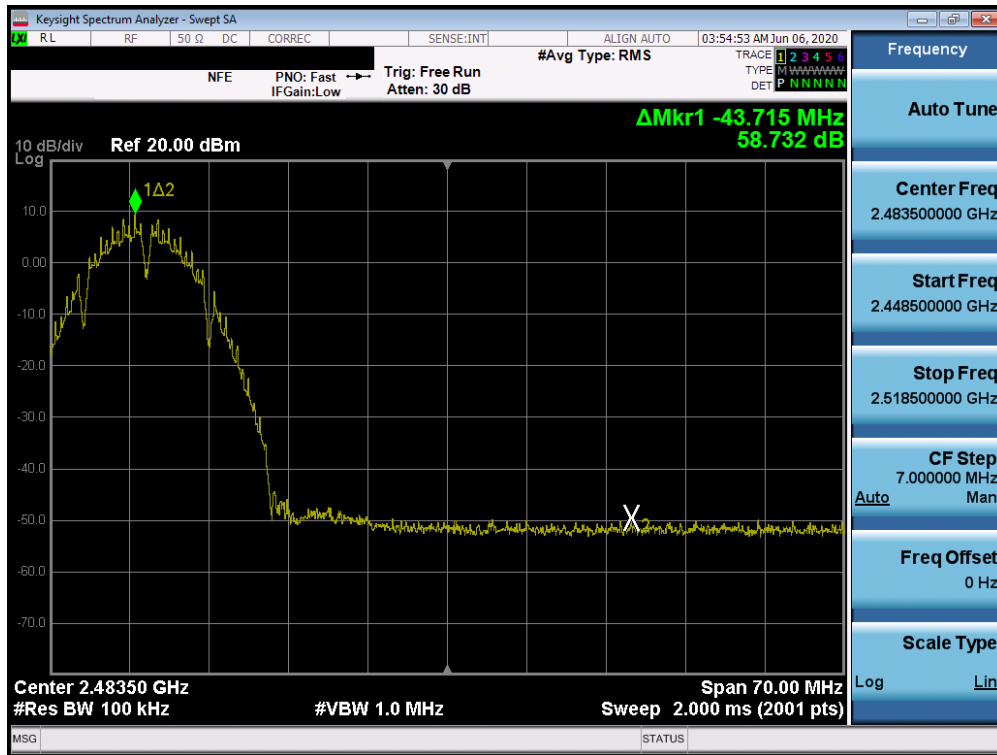 Keysight Spectrum Analyzer - Swept SA
LXI RL RF 50 Ω DC CORREC SENSE:INT ALIGN AUTO 03:54:53 AM Jun 06, 2020
#Avg Type: RMS TRACE 1 2 3 4 5 6
NFE PNO: Fast Trig: Free Run TYPE M WWWWW
IFGain:Low Atten: 30 dB DET P N N N N N
ΔMkr1 -43.715 MHz
58.732 dB
10 dB/div Ref 20.00 dBm
Log
1Δ2
10.0
0.00
-10.0
-20.0
-30.0
-40.0
-50.0
2
-60.0
-70.0
Center 2.48350 GHz Span 70.00 MHz
#Res BW 100 kHz #VBW 1.0 MHz Sweep 2.000 ms (2001 pts)
MSG STATUS
Frequency
Auto Tune
Center Freq
2.483500000 GHz
Start Freq
2.448500000 GHz
Stop Freq
2.518500000 GHz
CF Step
7.000000 MHz
Auto Man
Freq Offset
0 Hz
Scale Type
Log Lin